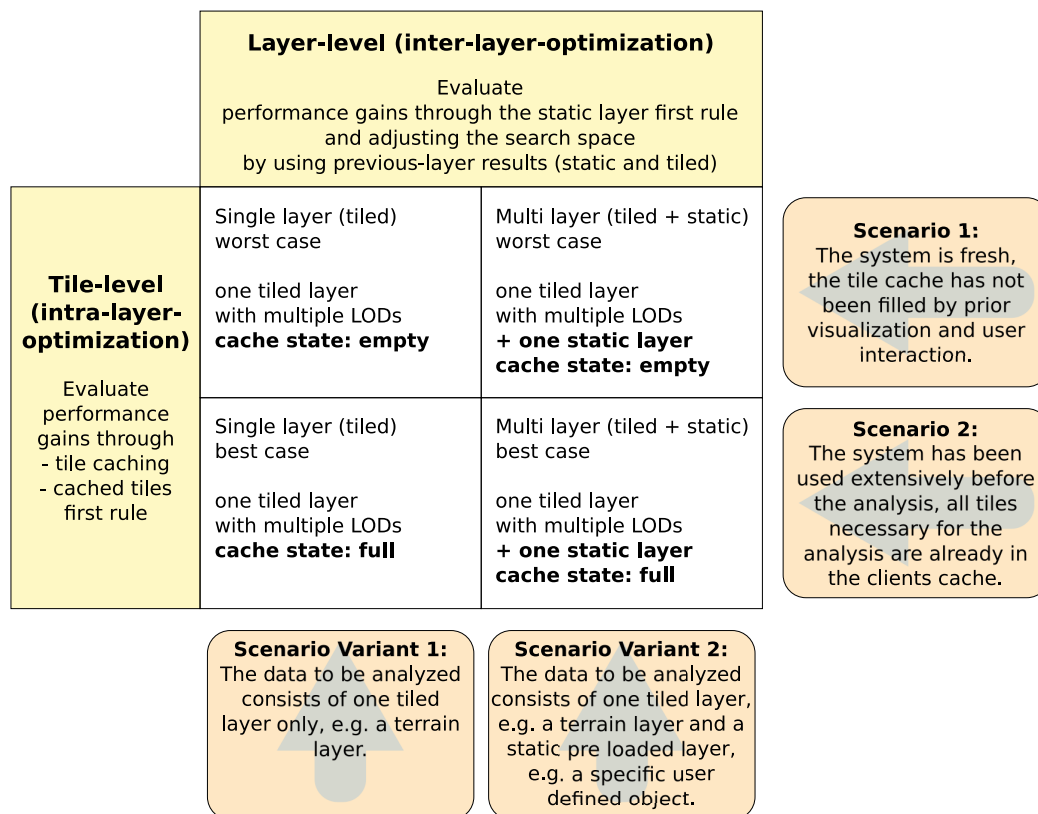 Layer-level (inter-layer-optimization)
Evaluate
performance gains through the static layer first rule
and adjusting the search space
by using previous-layer results (static and tiled)
Tile-level
(intra-layer-
optimization)
Evaluate
performance
gains through
- tile caching
- cached tiles
first rule
Single layer (tiled)
worst case
one tiled layer
with multiple LODs
cache state: empty
Multi layer (tiled + static)
worst case
one tiled layer
with multiple LODs
+ one static layer
cache state: empty
Scenario 1:
The system is fresh,
the tile cache has not
been filled by prior
visualization and user
interaction.
Single layer (tiled)
best case
one tiled layer
with multiple LODs
cache state: full
Multi layer (tiled + static)
best case
one tiled layer
with multiple LODs
+ one static layer
cache state: full
Scenario 2:
The system has been
used extensively before
the analysis, all tiles
necessary for the
analysis are already in
the clients cache.
Scenario Variant 1:
The data to be analyzed
consists of one tiled
layer only, e.g. a terrain
layer.
Scenario Variant 2:
The data to be analyzed
consists of one tiled layer,
e.g. a terrain layer and a
static pre loaded layer,
e.g. a specific user
defined object.